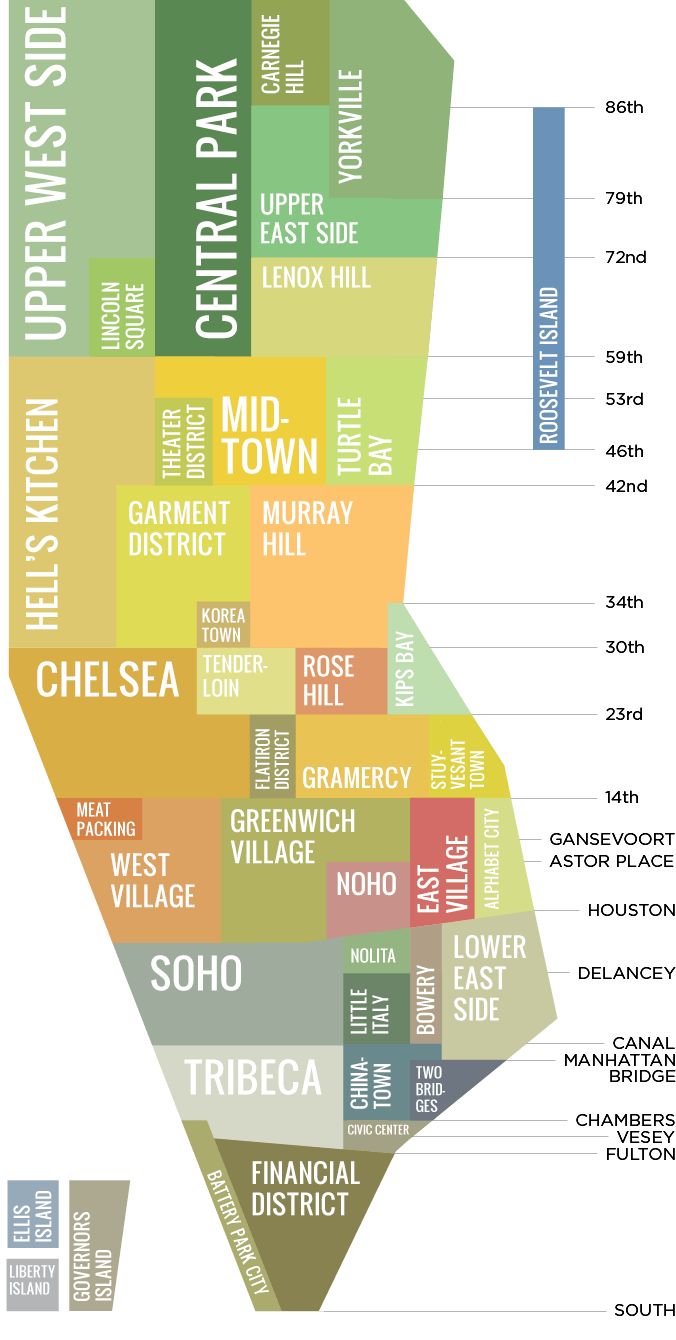 UPPER WEST SIDE
CENTRAL PARK
CARNEGIE
HILL
YORKVILLE
86th
79th
UPPER
EAST SIDE
72nd
LINCOLN
SQUARE
LENOX HILL
ROOSEVELT ISLAND
59th
53rd
46th
42nd
HELL'S KITCHEN
THEATER
DISTRICT
MID-
TOWN
TURTLE
BAY
GARMENT
DISTRICT
MURRAY
HILL
KOREA
TOWN
34th
30th
CHELSEA
TENDER-
LOIN
ROSE
HILL
KIPS BAY
23rd
FLATIRON
DISTRICT
GRAMERCY
STUY-
VESANT
TOWN
14th
MEAT
PACKING
WEST
VILLAGE
GREENWICH
VILLAGE
NOHO
EAST
VILLAGE
ALPHABET CITY
GANSEVOORT
ASTOR PLACE
HOUSTON
SOHO
NOLITA
LITTLE
ITALY
BOWERY
LOWER
EAST
SIDE
DELANCEY
CANAL
MANHATTAN
BRIDGE
TRIBECA
CHINA-
TOWN
TWO
BRID-
GES
CIVIC CENTER
CHAMBERS
VESEY
FULTON
BATTERY PARK CITY
FINANCIAL
DISTRICT
ELLIS
ISLAND
LIBERTY
ISLAND
GOVERNORS
ISLAND
SOUTH